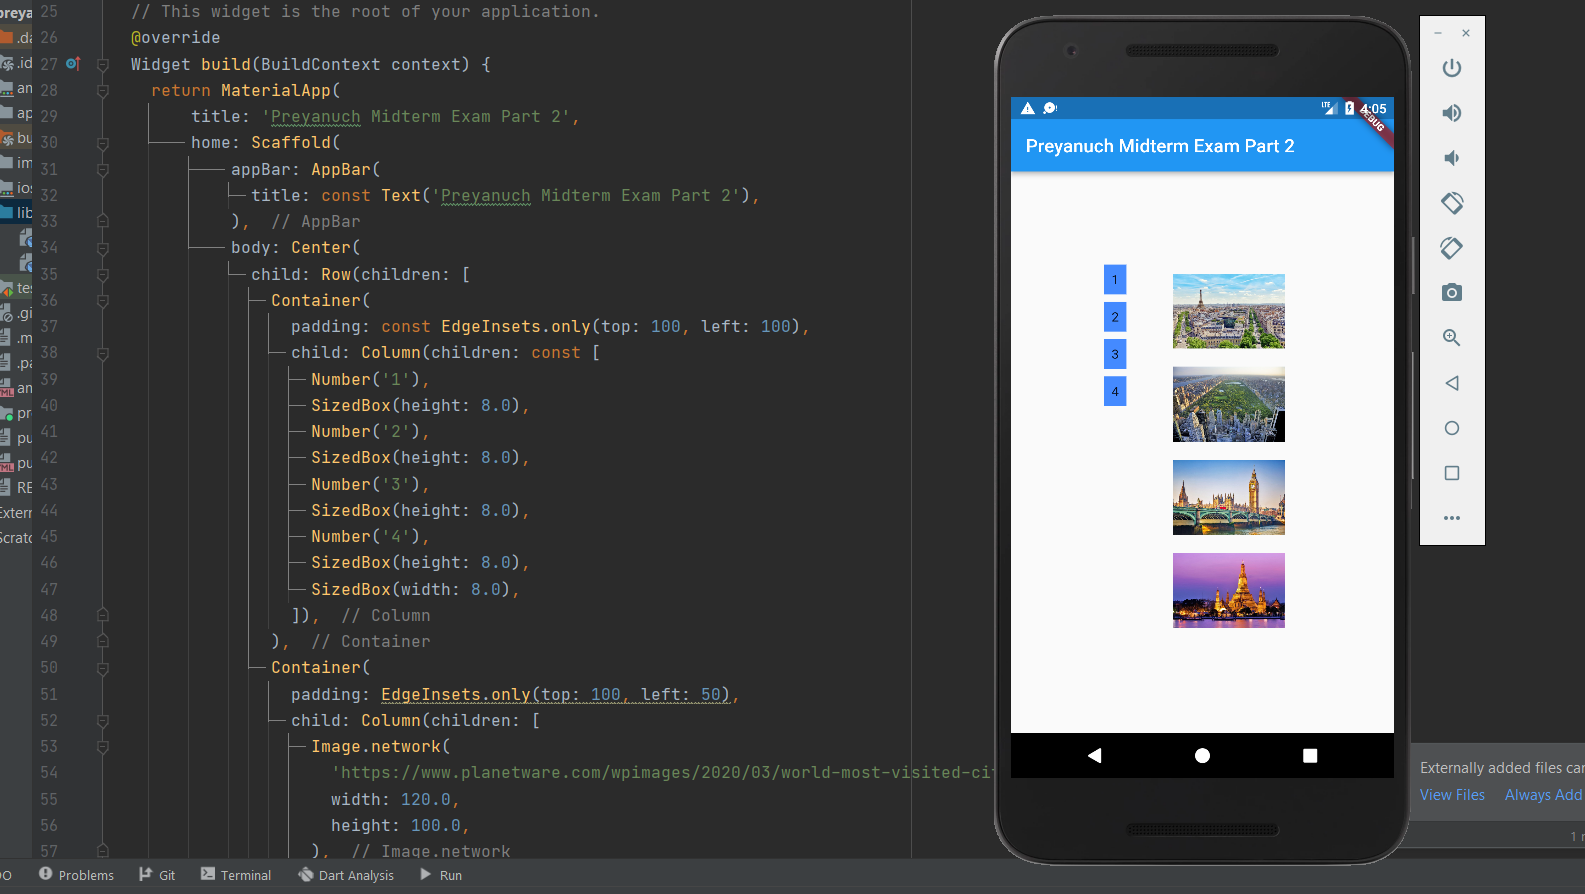 preya
.da
.id
an
ap
bu
im
ios
lib
tes
.gi
.m
.pa
an
pr
pu
pu
RE
Extern
Scratc
25 // This widget is the root of your application.
26 @override
27 Widget build(BuildContext context) {
28 return MaterialApp(
29 title: 'Preyanuch Midterm Exam Part 2',
30 home: Scaffold(
31 appBar: AppBar(
32 title: const Text('Preyanuch Midterm Exam Part 2'),
33 ), // AppBar
34 body: Center(
35 child: Row(children: [
36 Container(
37 padding: const EdgeInsets.only(top: 100, left: 100),
38 child: Column(children: const [
39 Number('1'),
40 SizedBox(height: 8.0),
41 Number('2'),
42 SizedBox(height: 8.0),
43 Number('3'),
44 SizedBox(height: 8.0),
45 Number('4'),
46 SizedBox(height: 8.0),
47 SizedBox(width: 8.0),
48 ]), // Column
49 ), // Container
50 Container(
51 padding: EdgeInsets.only(top: 100, left: 50),
52 child: Column(children: [
53 Image.network(
54 'https://www.planetware.com/wpimages/2020/03/world-most-visited-cit
55 width: 120.0,
56 height: 100.0,
57 ), // Image.network
LTE 4:05
DEBUG
Preyanuch Midterm Exam Part 2
1
2
3
4
Externally added files can
View Files Always Add
DO Problems Git Terminal Dart Analysis Run